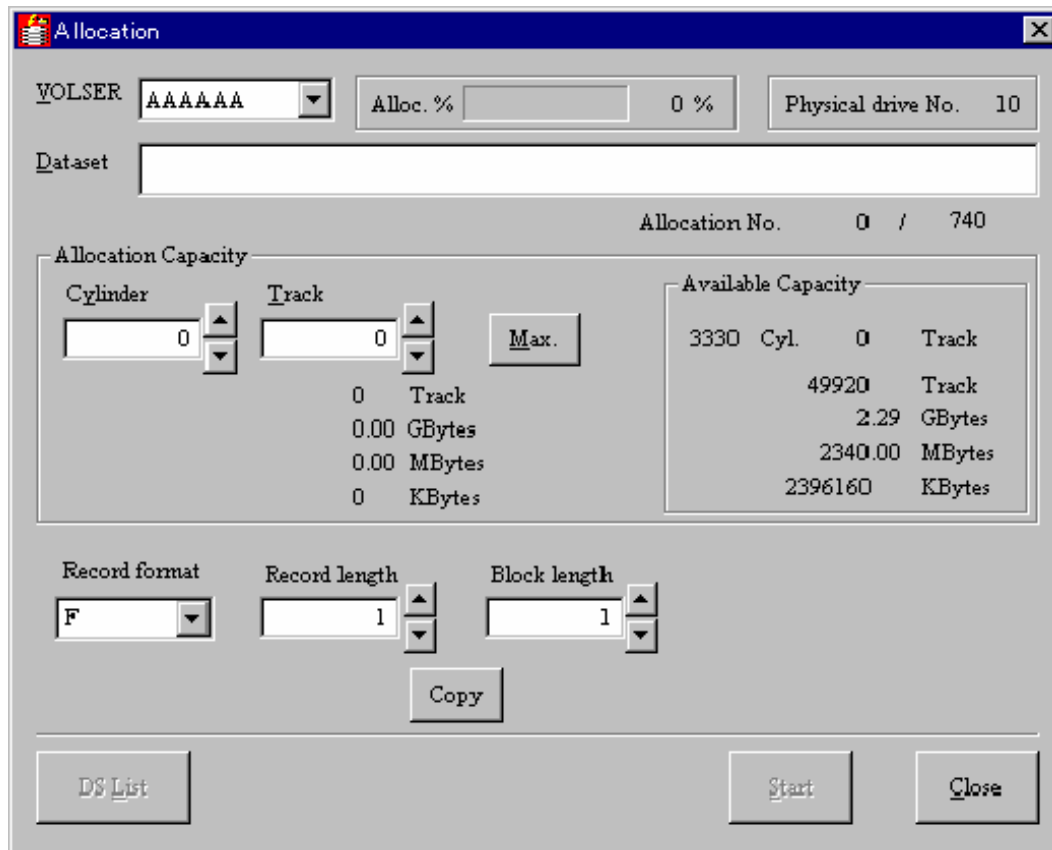 Allocation
VOLSER AAAAAA Alloc. % 0 % Physical drive No. 10
Dataset
Allocation No. 0 / 740
Allocation Capacity
Cylinder Track Available Capacity
0 0 Max. 3330 Cyl. 0 Track
0 Track 49920 Track
0.00 GBytes 2.29 GBytes
0.00 MBytes 2340.00 MBytes
0 KBytes 2396160 KBytes
Record format Record length Block length
F 1 1
Copy
DS List Start Close